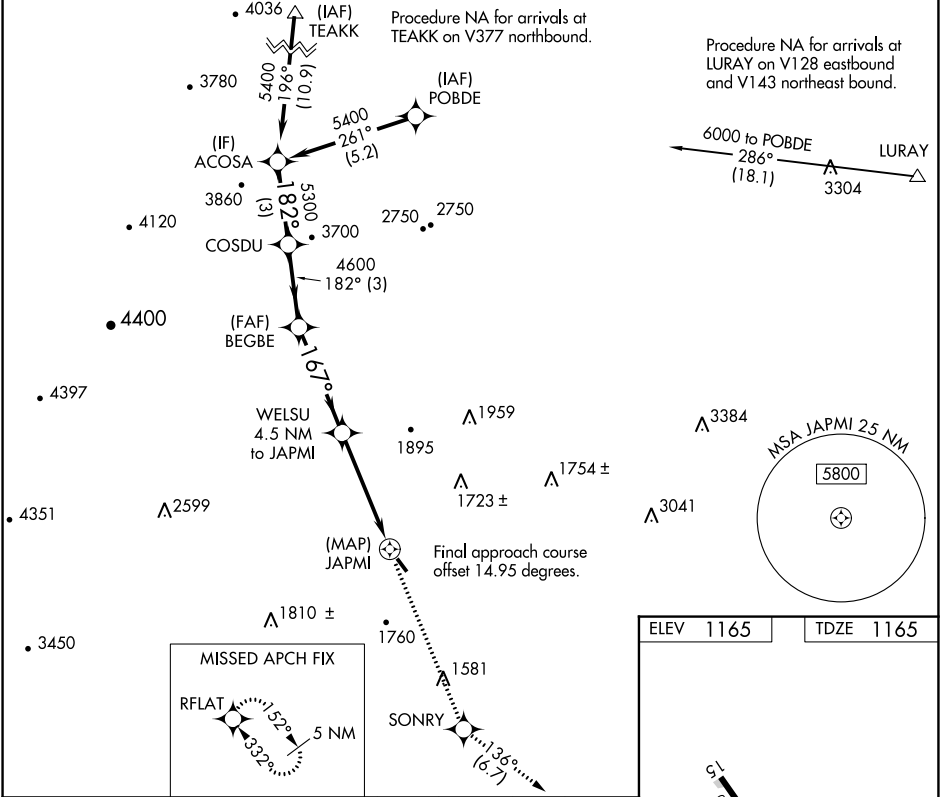 4036
(IAF)
TEAKK
Procedure NA for arrivals at
TEAKK on V377 northbound.
Procedure NA for arrivals at
LURAY on V128 eastbound
and V143 northeast bound.
3780
5400
196°
(10.9)
(IAF)
POBDE
5400
261°
(5.2)
(IF)
ACOSA
6000 to POBDE
286°
(18.1)
LURAY
3304
3860
5300
182°
(3)
4120
2750
2750
3700
COSDU
4600
182° (3)
4400
(FAF)
BEGBE
167°
4397
WELSU
4.5 NM
to JAPMI
1959
1895
3384
MSA JAPMI 25 NM
5800
1754 ±
1723 ±
2599
3041
4351
(MAP)
JAPMI
Final approach course
offset 14.95 degrees.
1810 ±
1760
3450
ELEV 1165
TDZE 1165
MISSED APCH FIX
RFLAT
152°
5 NM
332°
1581
SONRY
136°
(6.7)
15